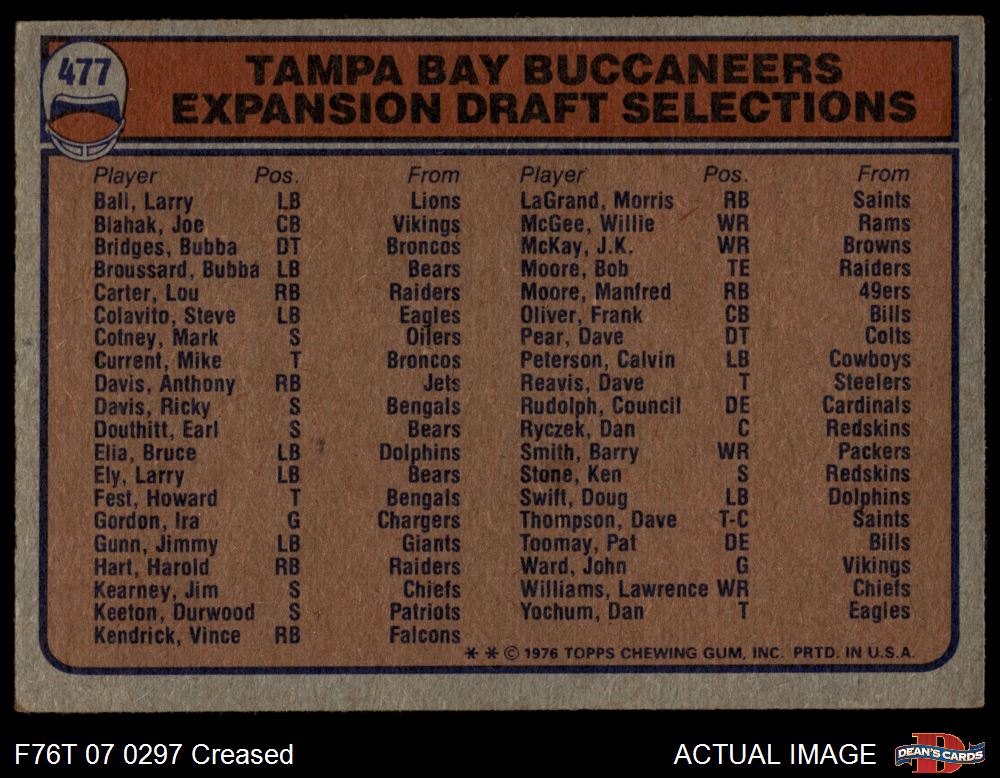 477
TAMPA BAY BUCCANEERS
EXPANSION DRAFT SELECTIONS
Player Pos. From
Ball, Larry LB Lions
Blahak, Joe CB Vikings
Bridges, Bubba DT Broncos
Broussard, Bubba LB Bears
Carter, Lou RB Raiders
Colavito, Steve LB Eagles
Cotney, Mark S Oilers
Current, Mike T Broncos
Davis, Anthony RB Jets
Davis, Ricky S Bengals
Douthitt, Earl S Bears
Elia, Bruce LB Dolphins
Ely, Larry LB Bears
Fest, Howard T Bengals
Gordon, Ira G Chargers
Gunn, Jimmy LB Giants
Hart, Harold RB Raiders
Kearney, Jim S Chiefs
Keeton, Durwood S Patriots
Kendrick, Vince RB Falcons
Player Pos. From
LaGrand, Morris RB Saints
McGee, Willie WR Rams
McKay, J.K. WR Browns
Moore, Bob TE Raiders
Moore, Manfred RB 49ers
Oliver, Frank CB Bills
Pear, Dave DT Colts
Peterson, Calvin LB Cowboys
Reavis, Dave T Steelers
Rudolph, Council DE Cardinals
Ryczek, Dan C Redskins
Smith, Barry WR Packers
Stone, Ken S Redskins
Swift, Doug LB Dolphins
Thompson, Dave T-C Saints
Toomay, Pat DE Bills
Ward, John G Vikings
Williams, Lawrence WR Chiefs
Yochum, Dan T Eagles
* * © 1976 TOPPS CHEWING GUM, INC. PRTD. IN U.S.A.
F76T 07 0297 Creased
ACTUAL IMAGE
DEAN'S CARDS